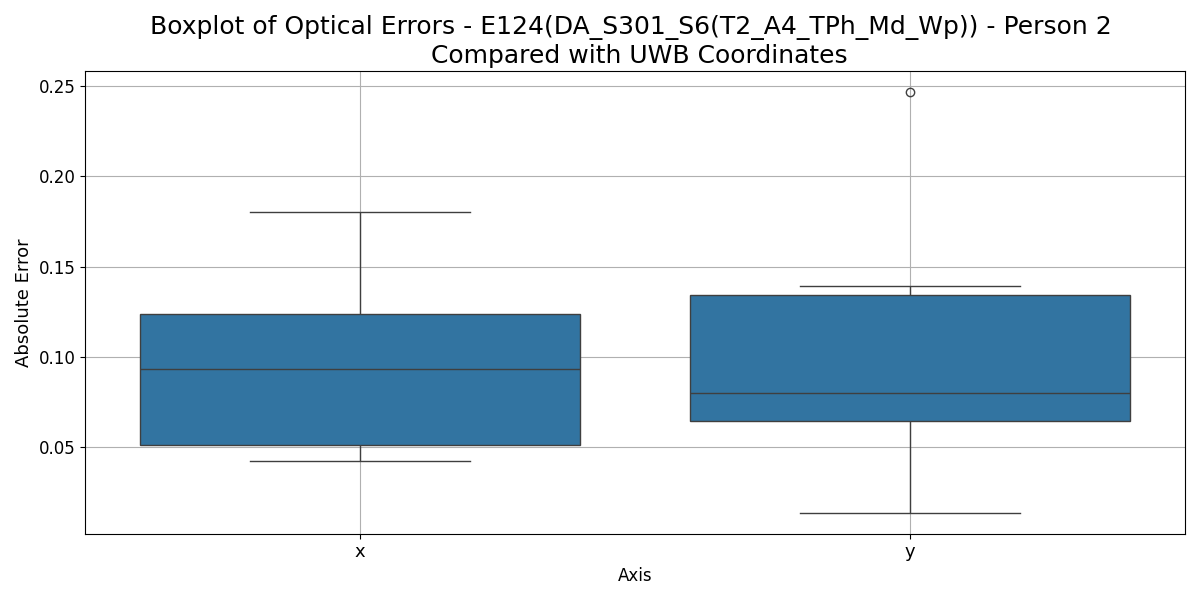 Boxplot of Optical Errors - E124(DA_S301_S6(T2_A4_TPh_Md_Wp)) - Person 2
Compared with UWB Coordinates
0.25
0.20
0.15
0.10
0.05
Absolute Error
x
y
Axis